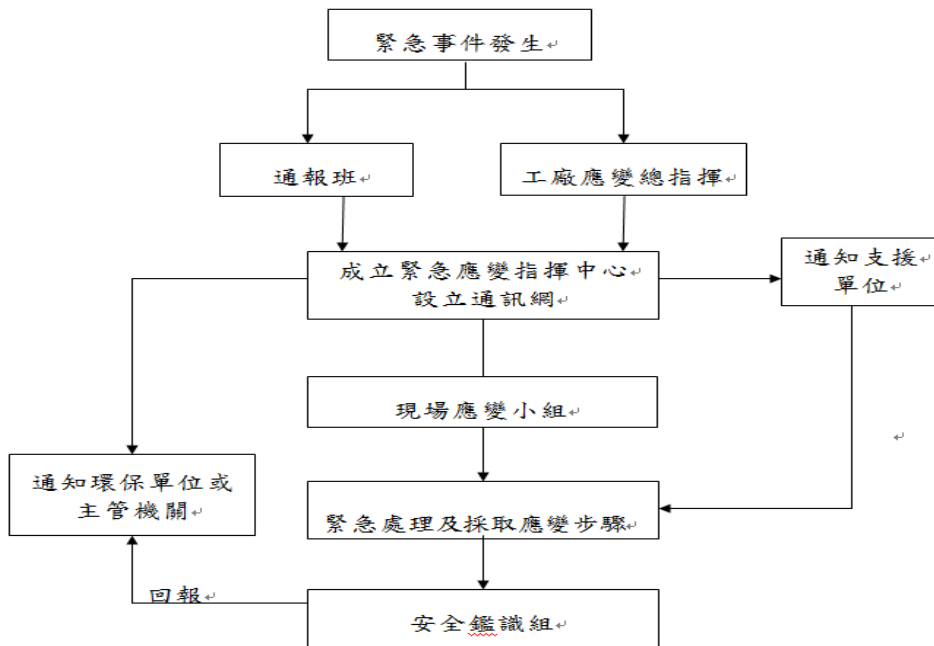 緊急事件發生
通報班
工廠應變總指揮
成立緊急應變指揮中心
設立通訊網
通知支援
單位
現場應變小組
通知環保單位或
主管機關
緊急處理及採取應變步驟
回報
安全鑑識組